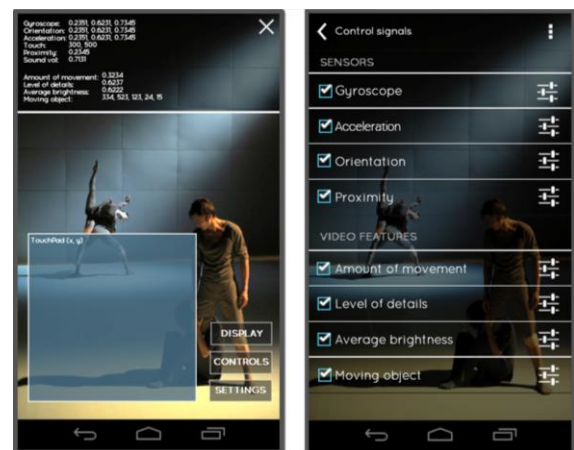 Gyroscope: 0.2351, 0.6231, 0.7345
Orientation: 0.2351, 0.6231, 0.7345
Acceleration: 0.2351, 0.6231, 0.7345
Touch: 300, 500
Proximity: 0.2345
Sound vol: 0.7131
Amount of movement: 0.3234
Level of details: 0.6237
Average brightness: 0.6222
Moving object: 334, 523, 123, 24, 15
TouchPad (x, y)
DISPLAY
CONTROLS
SETTINGS
Control signals
SENSORS
Gyroscope
Acceleration
Orientation
Proximity
VIDEO FEATURES
Amount of movement
Level of details
Average brightness
Moving object